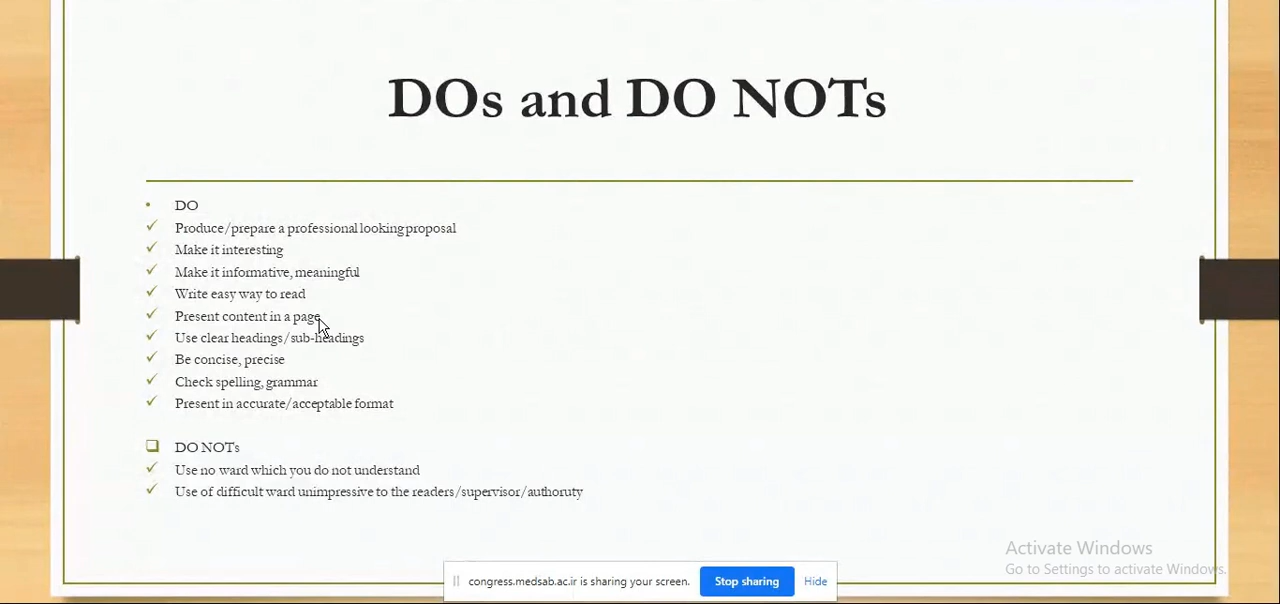 DOs and DO NOTs
DO
Produce/prepare a professional looking proposal
Make it interesting
Make it informative, meaningful
Write easy way to read
Present content in a page
Use clear headings/sub-headings
Be concise, precise
Check spelling, grammar
Present in accurate/acceptable format
DO NOTs
Use no ward which you do not understand
Use of difficult ward unimpressive to the readers/supervisor/authoruty
Activate Windows
Go to Settings to activate Windows.
congress.medsab.ac.ir is sharing your screen. Stop sharing Hide